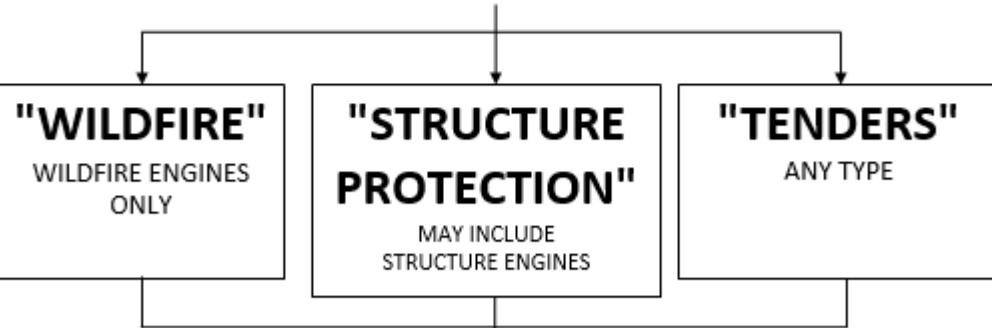 "WILDFIRE"
WILDFIRE ENGINES
ONLY
"STRUCTURE
PROTECTION"
MAY INCLUDE
STRUCTURE ENGINES
"TENDERS"
ANY TYPE